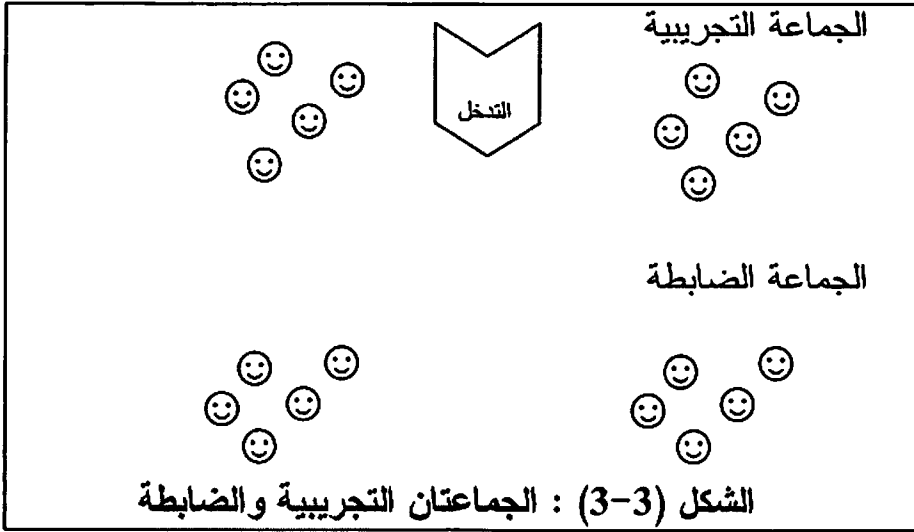 الجماعة التجريبية
التدخل
الجماعة الضابطة
الشكل (3-3) : الجماعتان التجريبية والضابطة